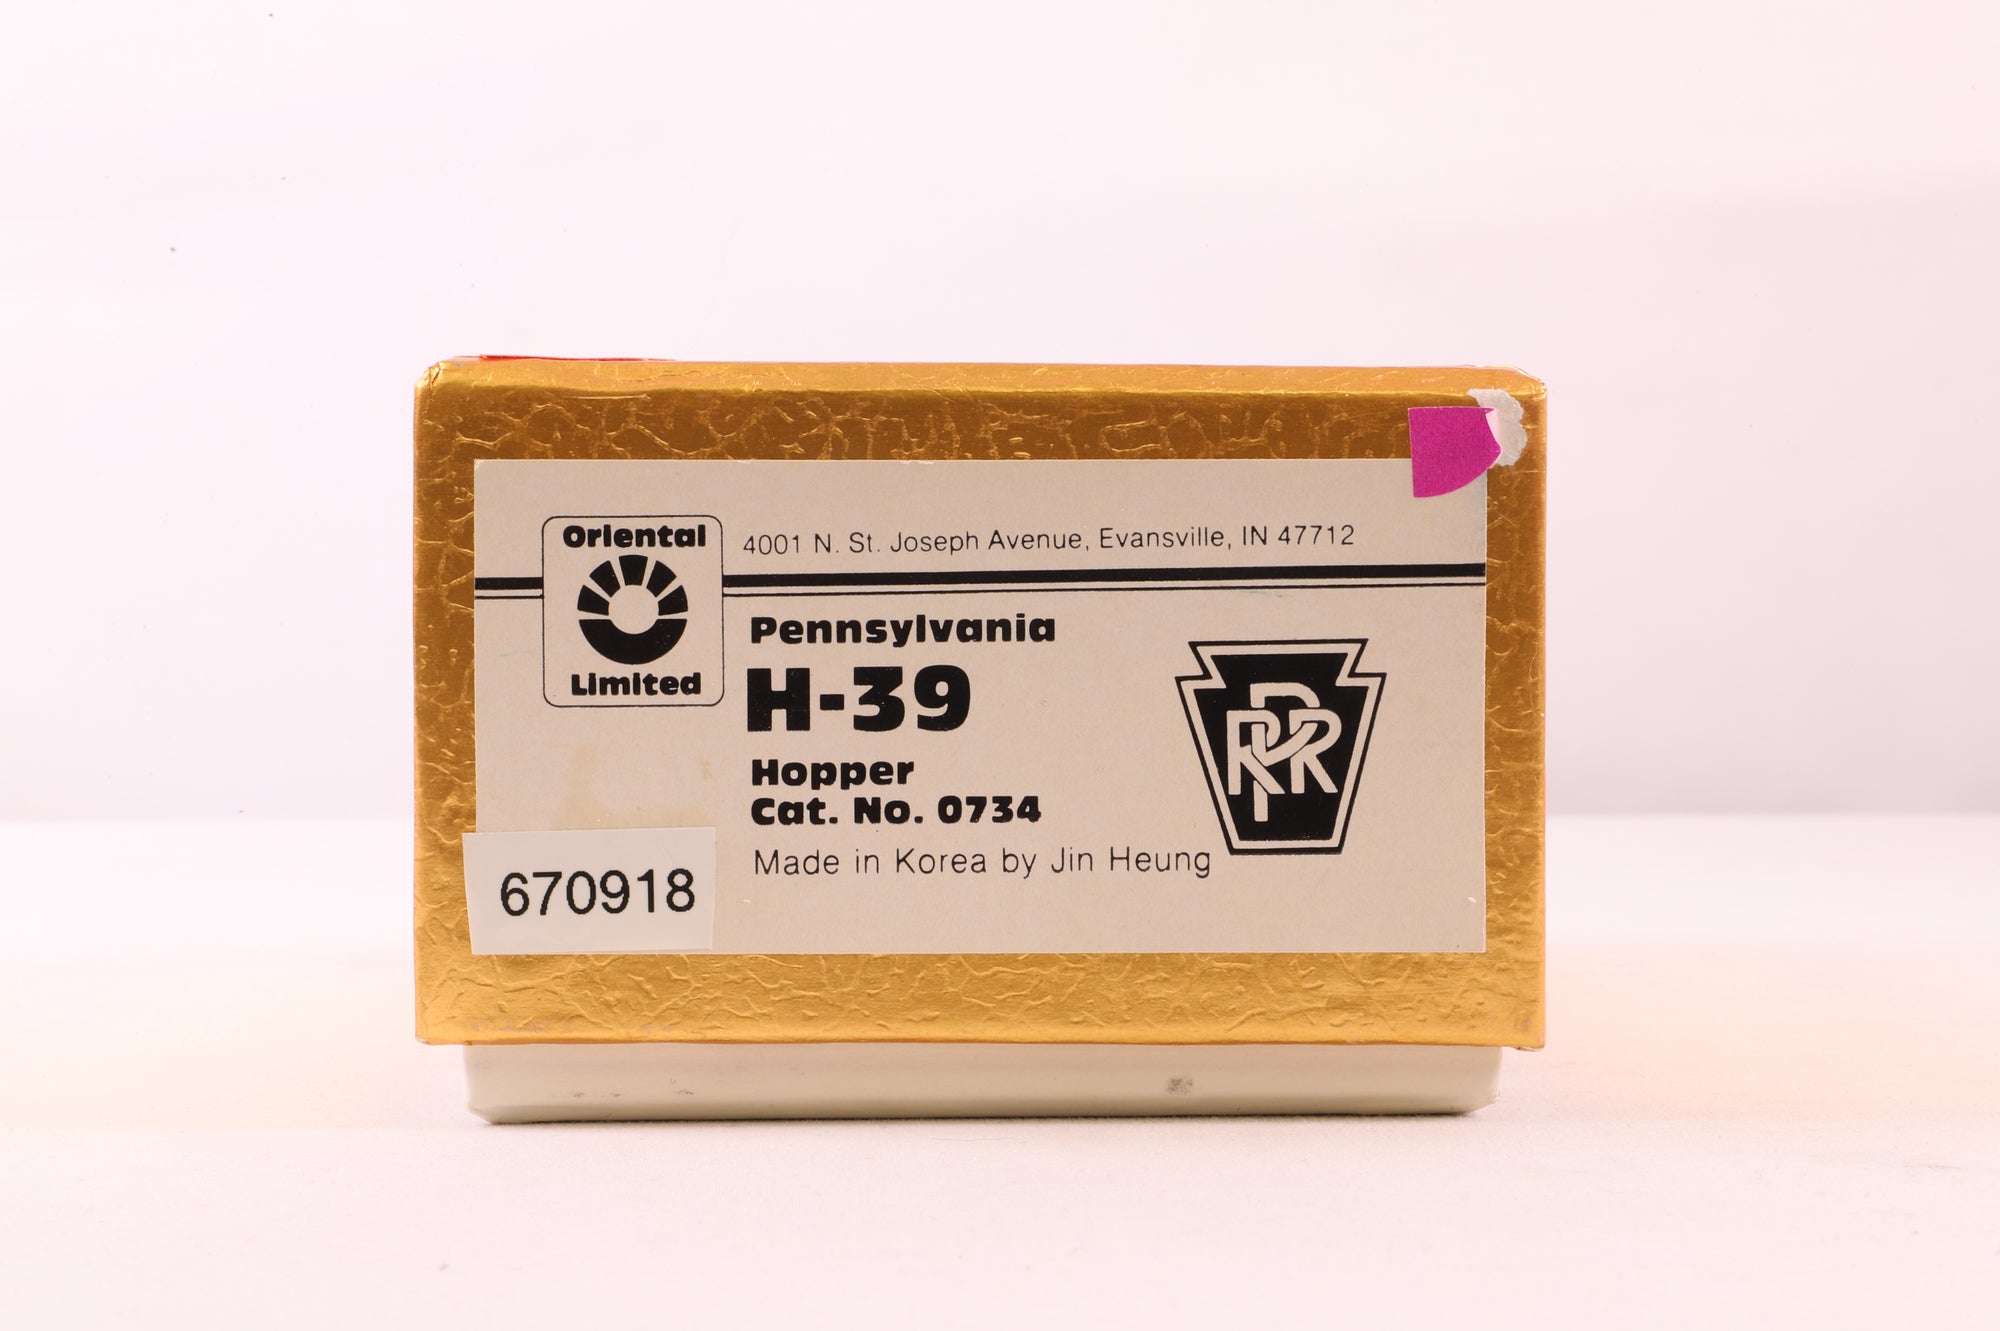 Oriental
Limited
4001 N. St. Joseph Avenue, Evansville, IN 47712
Pennsylvania
H-39
Hopper
Cat. No. 0734
Made in Korea by Jin Heung
PRR
670918